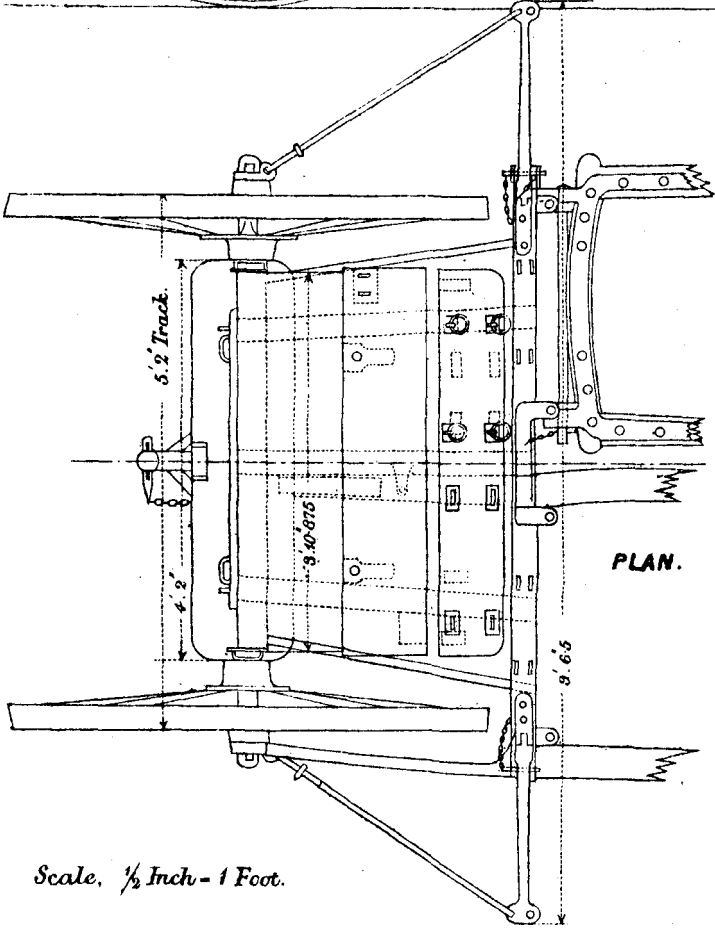 5.'2." Track.
4.'2."
3.'10."875
PLAN.
9.'6."5
Scale, ½ Inch = 1 Foot.